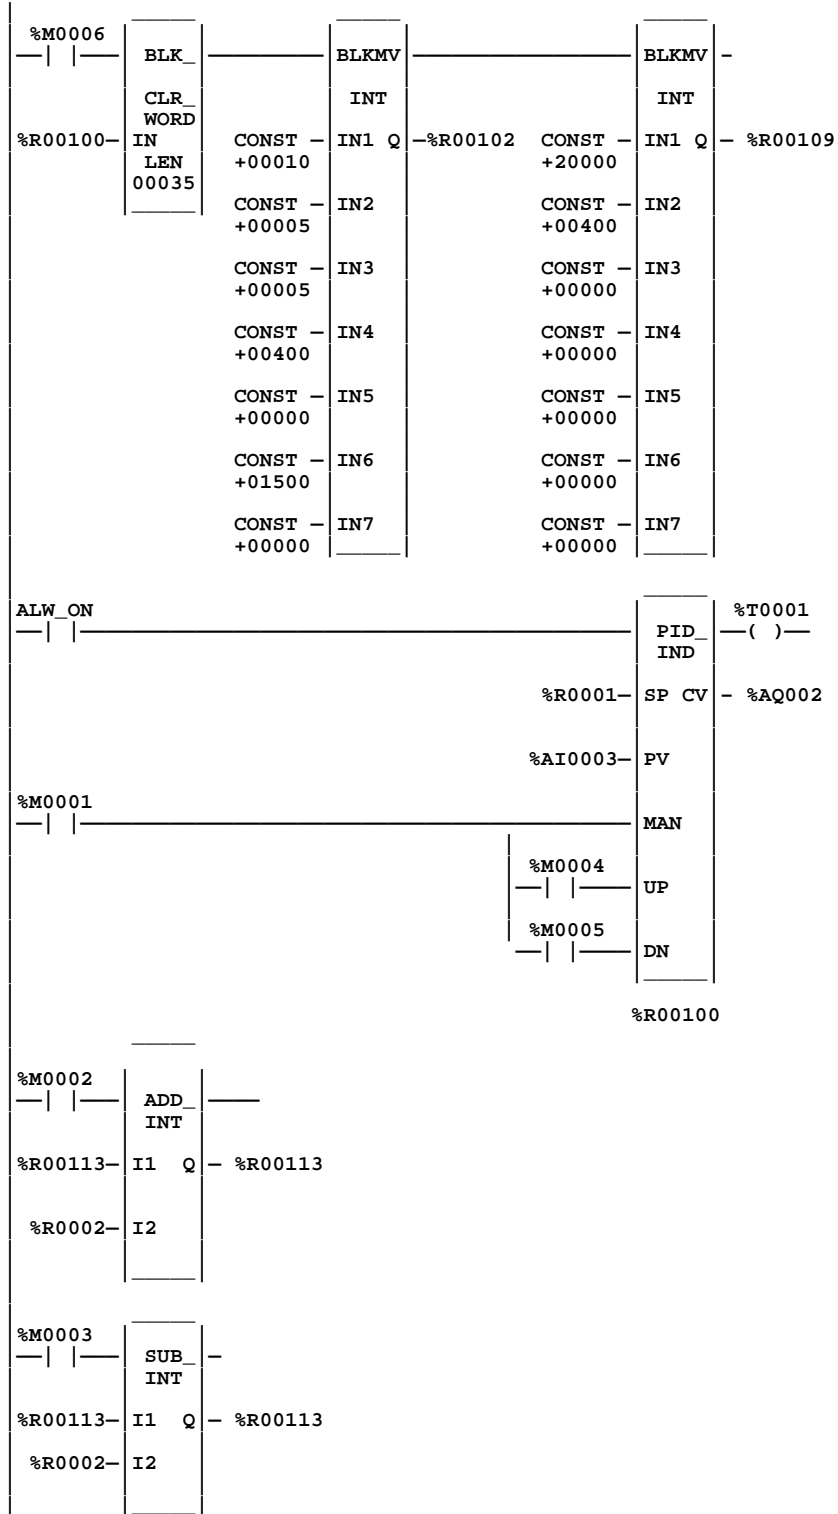 %M0006
BLK_ BLKMV BLKMV
CLR_ INT INT
WORD
%R00100 IN CONST IN1 Q %R00102 CONST IN1 Q %R00109
LEN +00010 +20000
00035
CONST IN2 CONST IN2
+00005 +00400
CONST IN3 CONST IN3
+00005 +00000
CONST IN4 CONST IN4
+00400 +00000
CONST IN5 CONST IN5
+00000 +00000
CONST IN6 CONST IN6
+01500 +00000
CONST IN7 CONST IN7
+00000 +00000
ALW_ON %T0001
PID_ ( )
IND
%R0001 SP CV %AQ002
%AI0003 PV
%M0001
MAN
%M0004
UP
%M0005
DN
%R00100
%M0002
ADD_
INT
%R00113 I1 Q %R00113
%R0002 I2
%M0003
SUB_
INT
%R00113 I1 Q %R00113
%R0002 I2